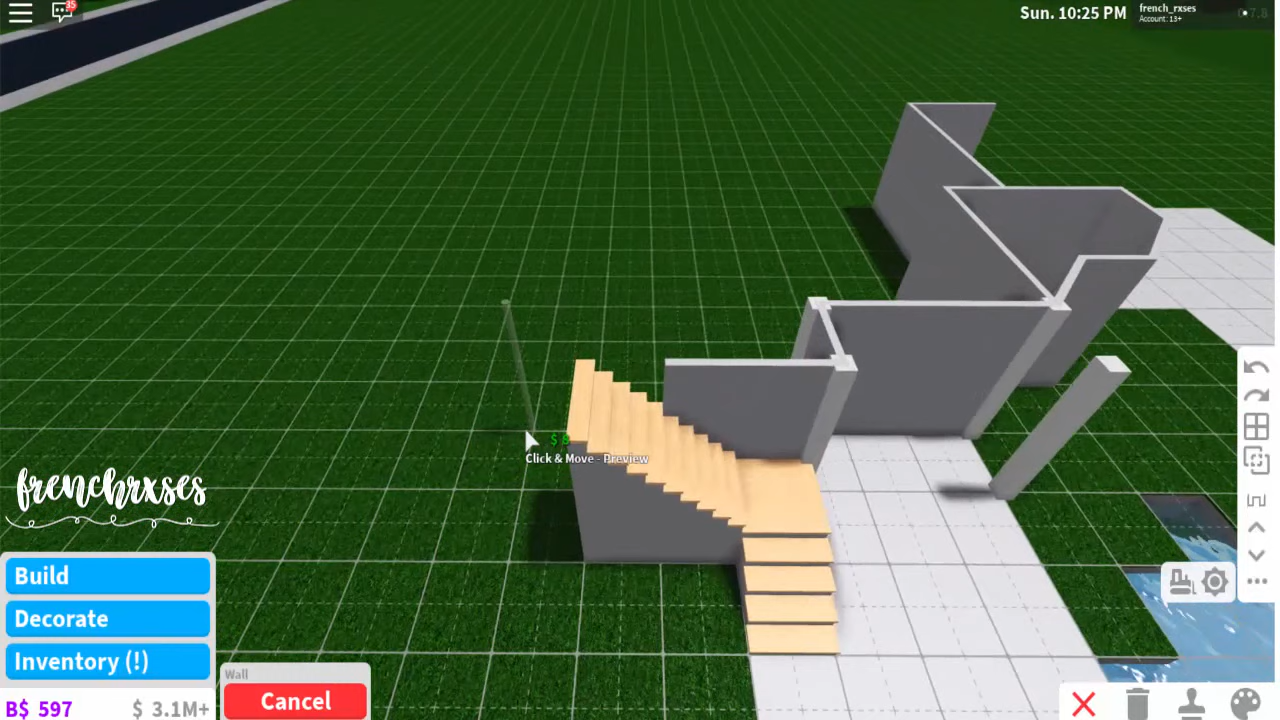 35
Sun. 10:25 PM
french_rxses
Account: 13+
$
Click & Move - Preview
frenchrxses
Build
Decorate
Inventory (!)
Wall
Cancel
B$ 597
$ 3.1M+